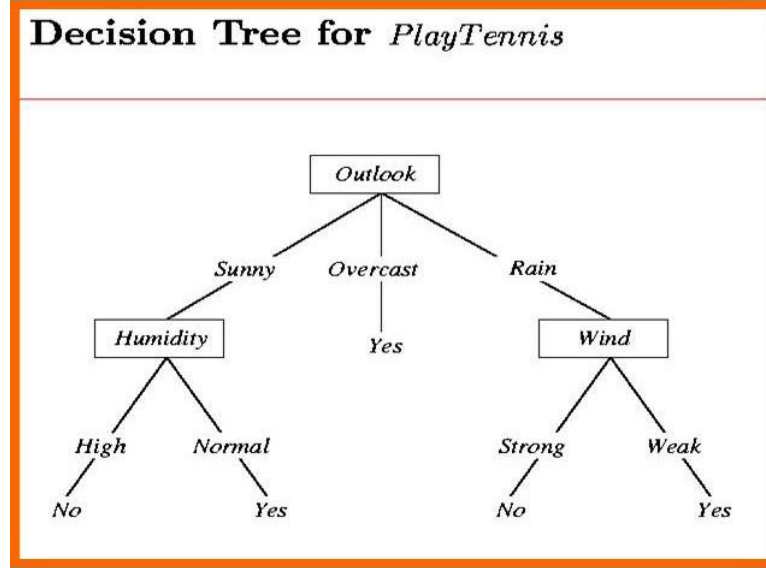 Decision Tree for PlayTennis
Outlook
Sunny Overcast Rain
Humidity Yes Wind
High Normal Strong Weak
No Yes No Yes